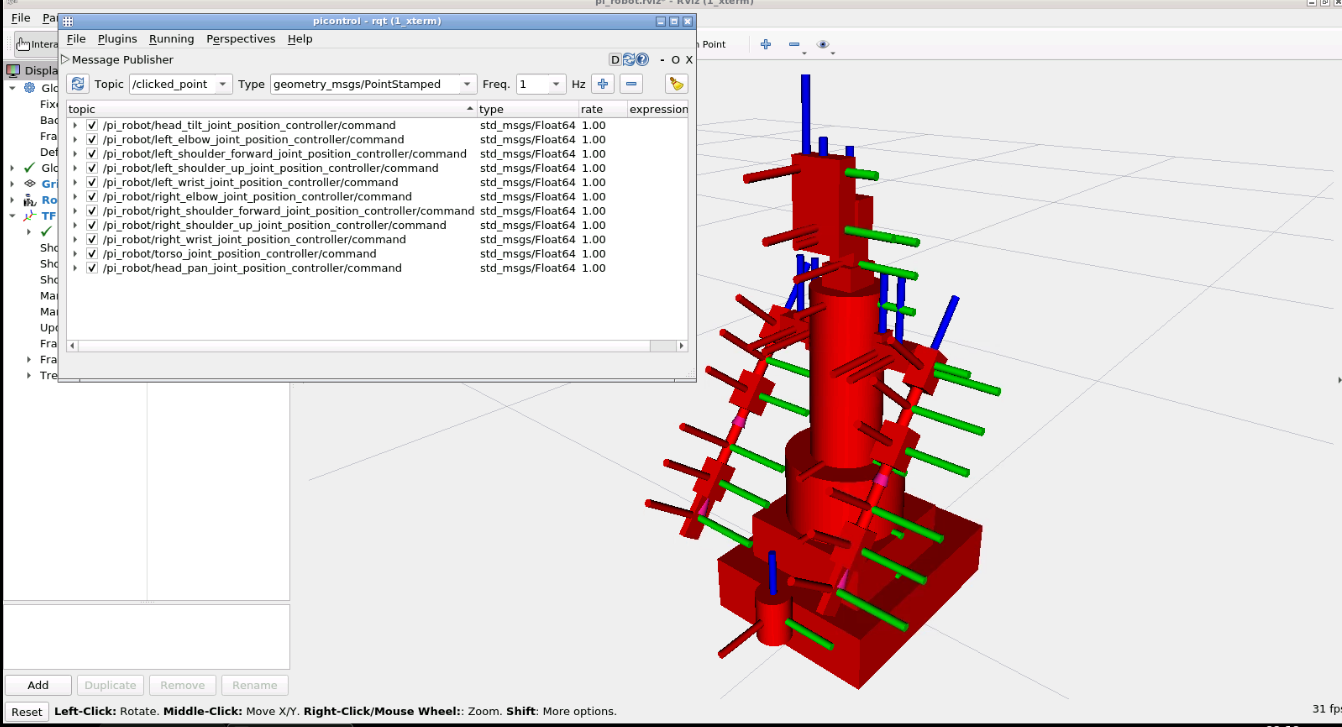 pi_robot.rviz* - RViz (1_xterm)
File Pa
picontrol - rqt (1_xterm)
File Plugins Running Perspectives Help
Intera
Point
Message Publisher
D - O X
Topic /clicked_point Type geometry_msgs/PointStamped Freq. 1 Hz
topic type rate expression
/pi_robot/head_tilt_joint_position_controller/command std_msgs/Float64 1.00
/pi_robot/left_elbow_joint_position_controller/command std_msgs/Float64 1.00
/pi_robot/left_shoulder_forward_joint_position_controller/command std_msgs/Float64 1.00
/pi_robot/left_shoulder_up_joint_position_controller/command std_msgs/Float64 1.00
/pi_robot/left_wrist_joint_position_controller/command std_msgs/Float64 1.00
/pi_robot/right_elbow_joint_position_controller/command std_msgs/Float64 1.00
/pi_robot/right_shoulder_forward_joint_position_controller/command std_msgs/Float64 1.00
/pi_robot/right_shoulder_up_joint_position_controller/command std_msgs/Float64 1.00
/pi_robot/right_wrist_joint_position_controller/command std_msgs/Float64 1.00
/pi_robot/torso_joint_position_controller/command std_msgs/Float64 1.00
/pi_robot/head_pan_joint_position_controller/command std_msgs/Float64 1.00
Displa
Glo
Fixe
Bac
Fra
Def
Glo
Gri
Ro
TF
Sho
Sho
Sho
Mar
Mar
Upd
Fra
Fra
Tre
Add Duplicate Remove Rename
Reset Left-Click: Rotate. Middle-Click: Move X/Y. Right-Click/Mouse Wheel:: Zoom. Shift: More options. 31 fps